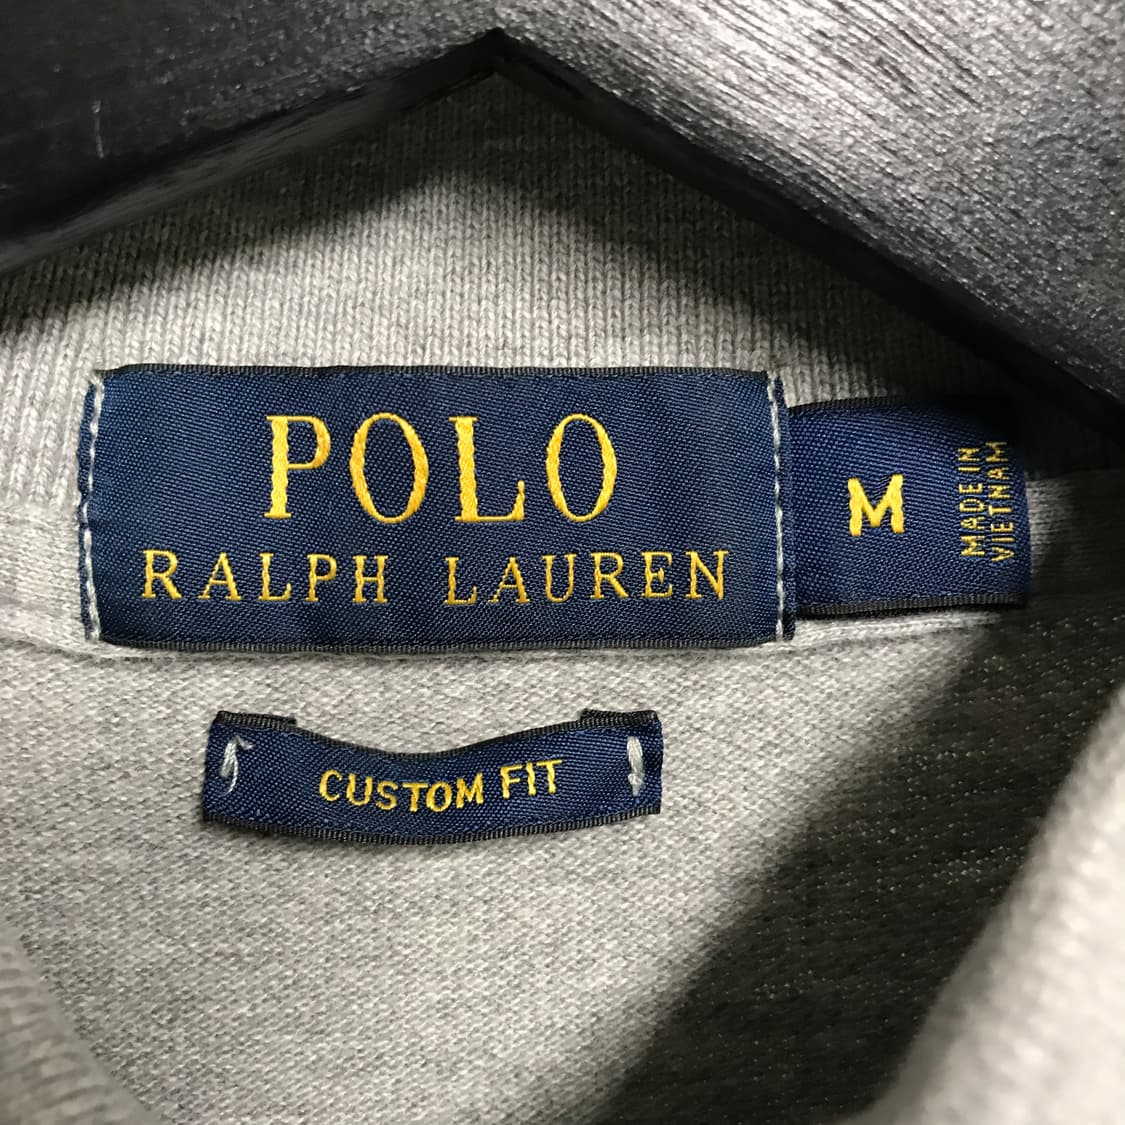 POLO
RALPH LAUREN
M
MADE IN
VIETNAM
CUSTOM FIT